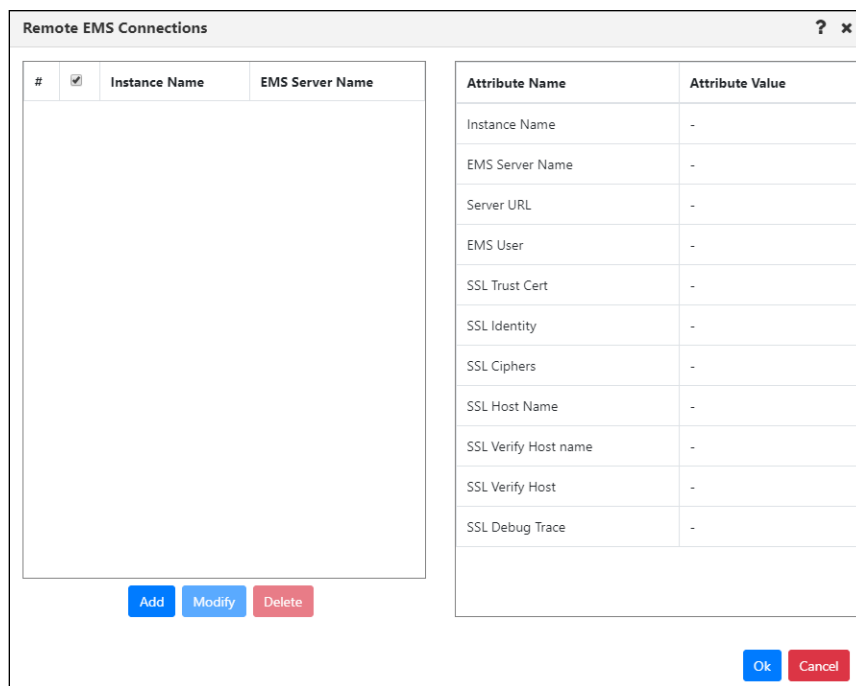 Remote EMS Connections ? ×
# Instance Name EMS Server Name
Attribute Name Attribute Value
Instance Name -
EMS Server Name -
Server URL -
EMS User -
SSL Trust Cert -
SSL Identity -
SSL Ciphers -
SSL Host Name -
SSL Verify Host name -
SSL Verify Host -
SSL Debug Trace -
Add Modify Delete
Ok Cancel